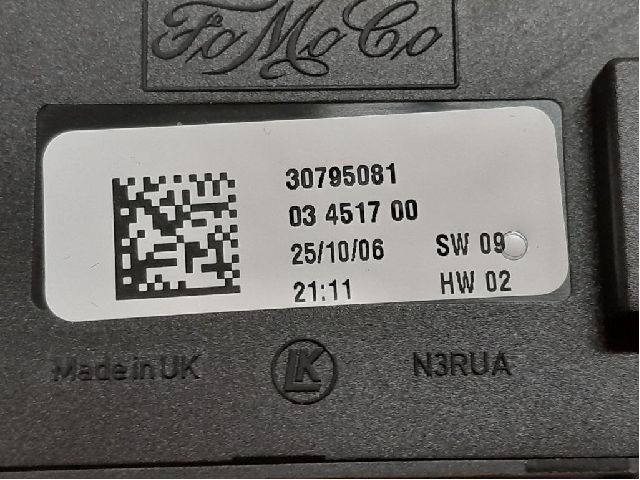 FoMoCo
30795081
03 4517 00
25/10/06 SW 09
21:11 HW 02
Made in UK LK N3RUA